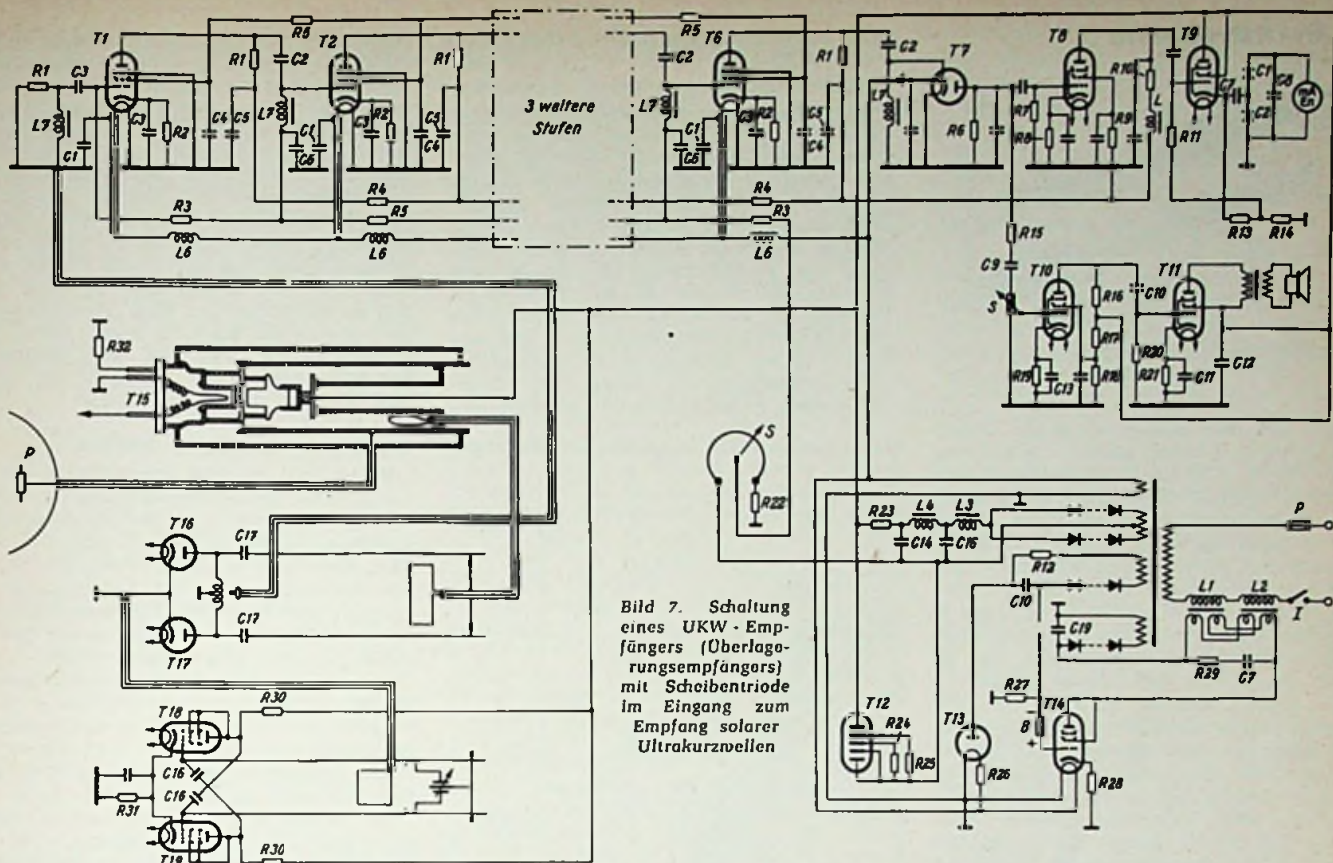 R6
T1
T2
R1
C3
L7
C1
C3
R2
C4
C5
R1
C2
L7
C1
C6
C3
R2
C5
C4
R1
R3
R4
R5
L6
L6
3 weitere
Stufen
R5
T6
C2
L7
C1
C6
C3
R2
C5
C4
R1
R4
R3
L6
C2
T7
L7
R6
T8
R7
R8
R9
R10
L
T9
R11
C7
C1
C2
C8
R13
R14
R15
C9
S
T10
R16
R17
R18
R19
C13
C10
T11
R20
R21
C11
C12
R32
T15
P
T16
C17
T17
C17
T18
R30
C16
C16
R31
T19
R30
S
R22
R23
L4
L3
C14
C16
R12
C10
C19
P
L1
L2
I
R29
C7
T12
R24
R25
T13
R26
R27
B
+
T14
R28
Bild 7. Schaltung
eines UKW-Emp-
fängers (Überlage-
rungsempfängers)
mit Scheibentriode
im Eingang zum
Empfang solarer
Ultrakurzwellen